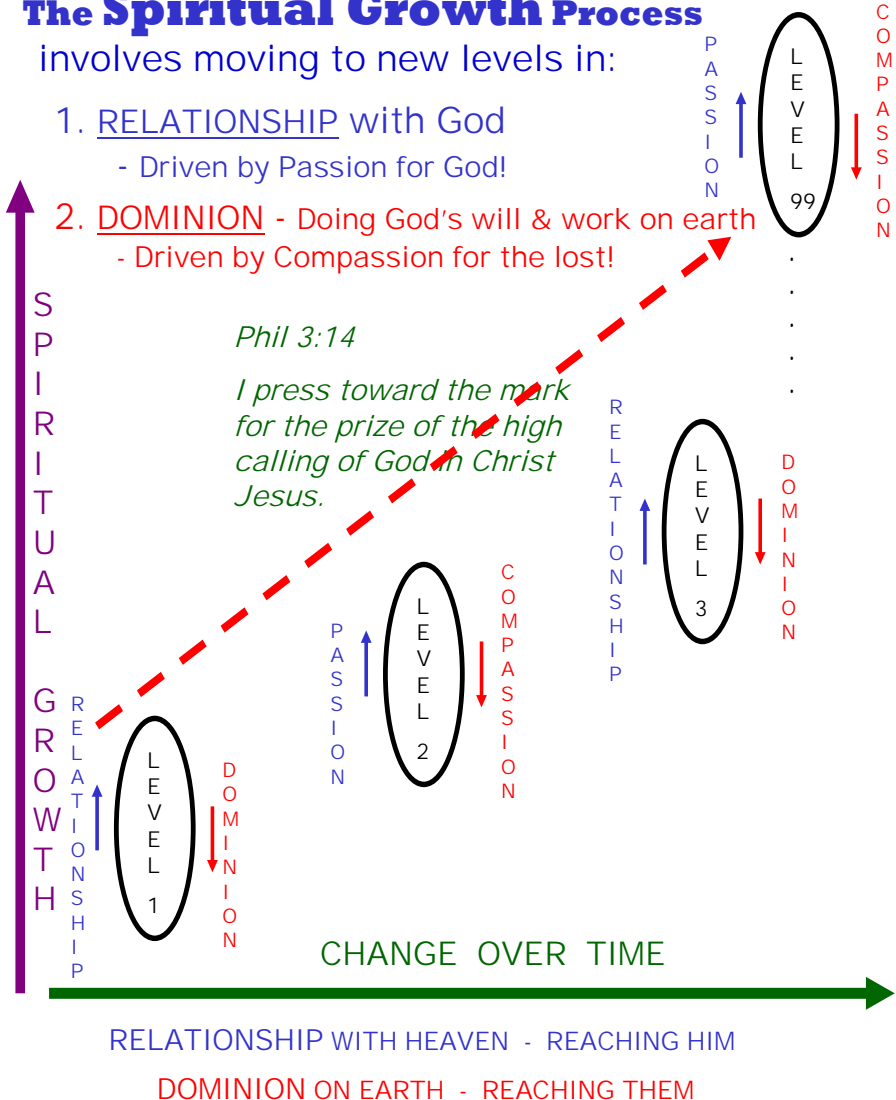 The Spiritual Growth Process
involves moving to new levels in:
1. RELATIONSHIP with God
- Driven by Passion for God!
2. DOMINION - Doing God's will & work on earth
- Driven by Compassion for the lost!
PASSION
LEVEL 99
COMPASSION
.
.
.
.
.
Phil 3:14
I press toward the mark
for the prize of the high
calling of God in Christ
Jesus.
SPIRITUAL GROWTH
RELATIONSHIP
LEVEL 3
DOMINION
PASSION
LEVEL 2
COMPASSION
RELATIONSHIP
LEVEL 1
DOMINION
CHANGE OVER TIME
RELATIONSHIP WITH HEAVEN - REACHING HIM
DOMINION ON EARTH - REACHING THEM